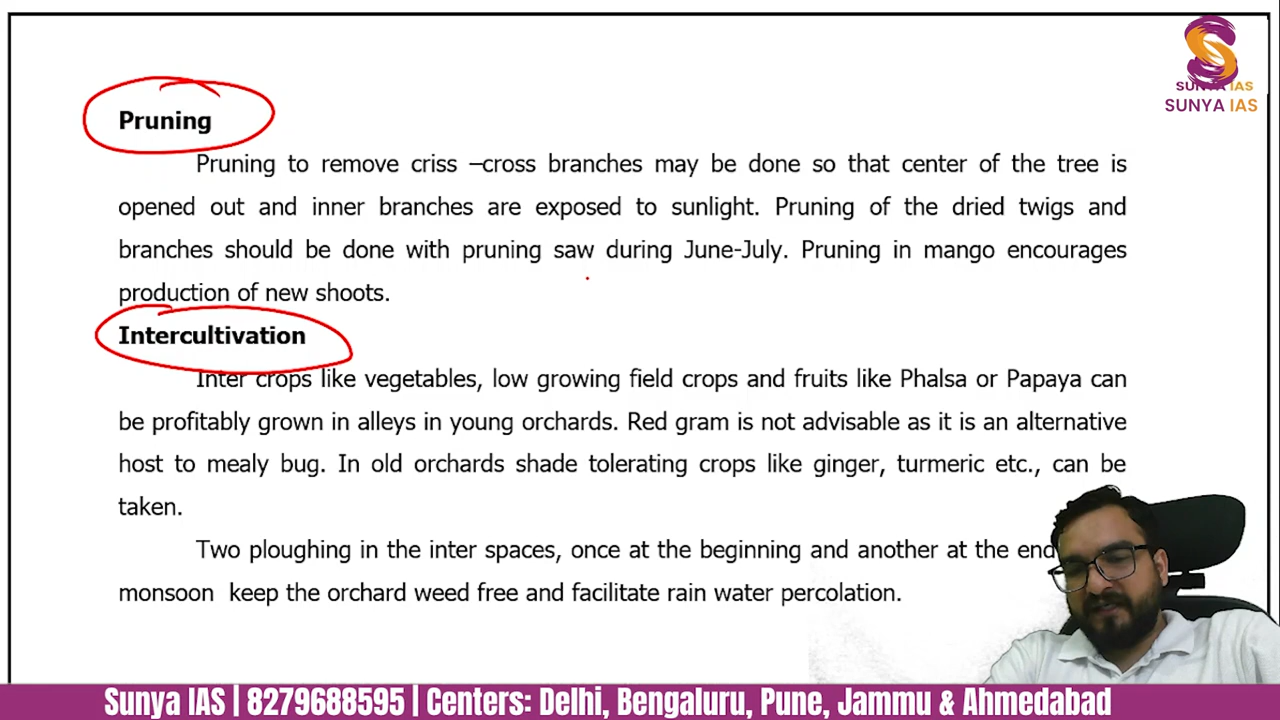 SUNYA IAS
SUNYA IAS
Pruning
Pruning to remove criss –cross branches may be done so that center of the tree is
opened out and inner branches are exposed to sunlight. Pruning of the dried twigs and
branches should be done with pruning saw during June-July. Pruning in mango encourages
production of new shoots.
Intercultivation
Inter crops like vegetables, low growing field crops and fruits like Phalsa or Papaya can
be profitably grown in alleys in young orchards. Red gram is not advisable as it is an alternative
host to mealy bug. In old orchards shade tolerating crops like ginger, turmeric etc., can be
taken.
Two ploughing in the inter spaces, once at the beginning and another at the end
monsoon keep the orchard weed free and facilitate rain water percolation.
Sunya IAS | 8279688595 | Centers: Delhi, Bengaluru, Pune, Jammu & Ahmedabad